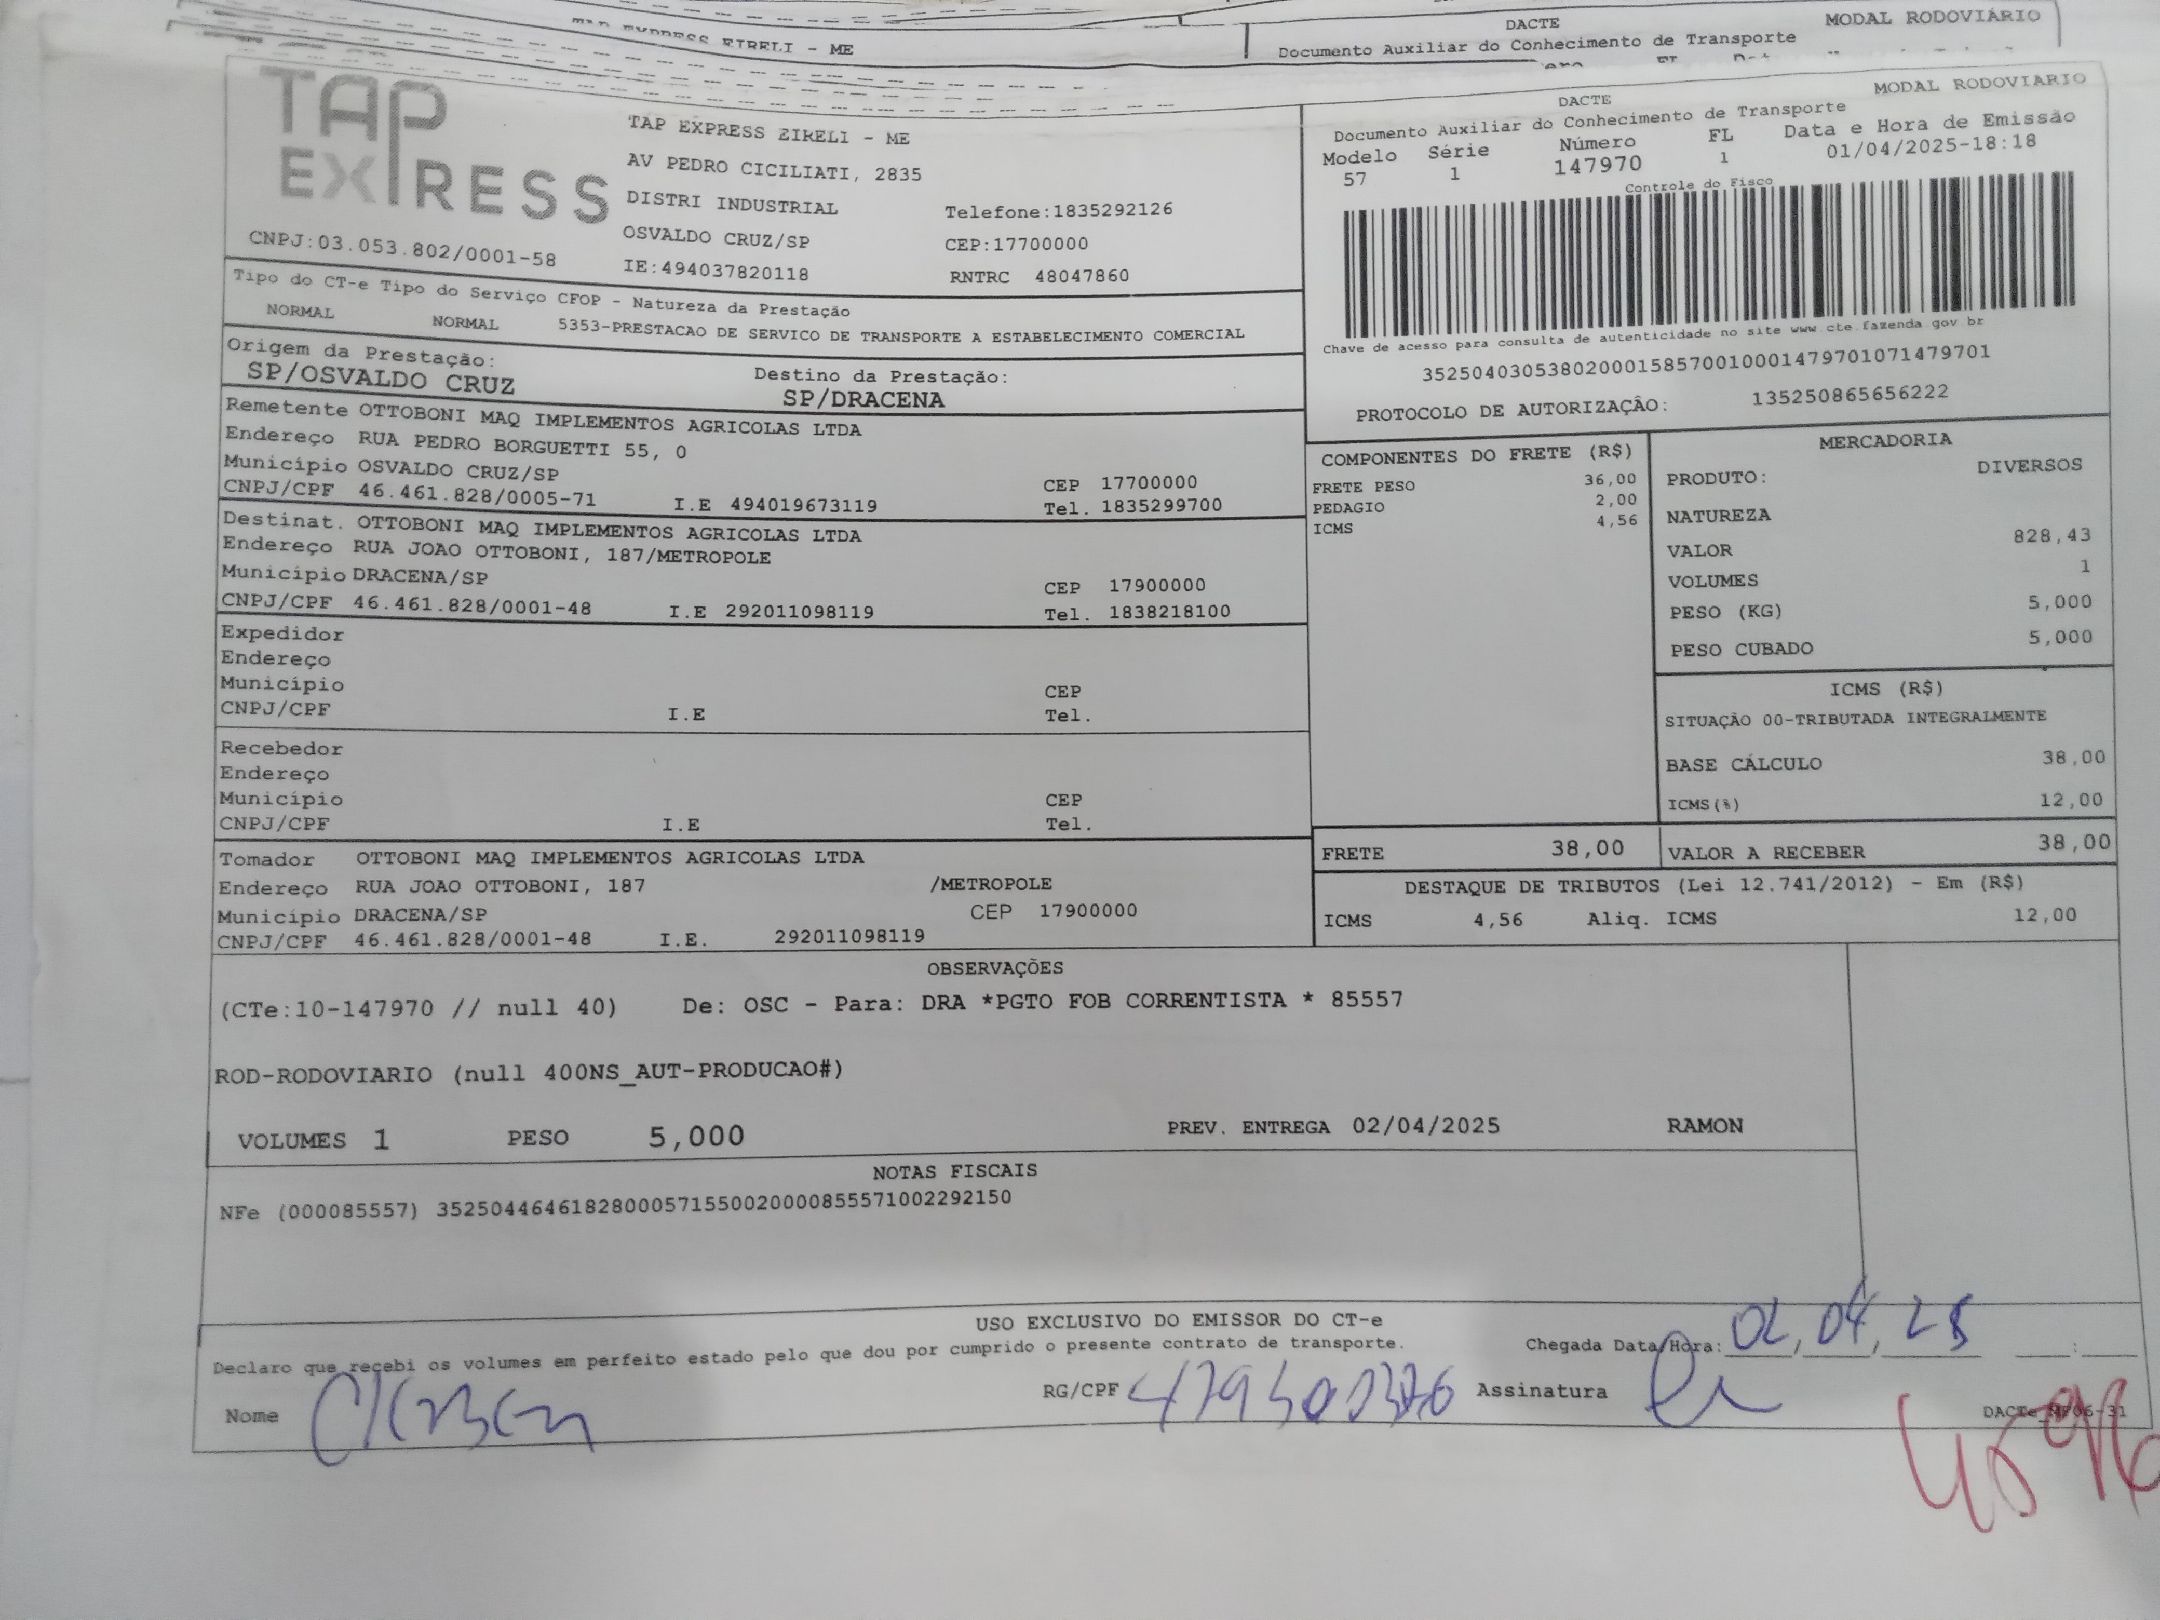 TAP EXPRESS EIRELI - ME
DACTE
MODAL RODOVIÁRIO
Documento Auxiliar do Conhecimento de Transporte
TAP EXPRESS
CNPJ:03.053.802/0001-58
TAP EXPRESS EIRELI - ME
AV PEDRO CICILIATI, 2835
DISTRI INDUSTRIAL
Telefone:1835292126
OSVALDO CRUZ/SP
CEP:17700000
IE:494037820118
RNTRC 48047860
DACTE
MODAL RODOVIARIO
Documento Auxiliar do Conhecimento de Transporte
Modelo Série Número FL Data e Hora de Emissão
57 1 147970 1 01/04/2025-18:18
Controle do Fisco
Chave de acesso para consulta de autenticidade no site www.cte.fazenda gov br
35250403053802000158570010001479701071479701
PROTOCOLO DE AUTORIZAÇÃO: 135250865656222
Tipo do CT-e Tipo do Serviço CFOP - Natureza da Prestação
NORMAL NORMAL 5353-PRESTACAO DE SERVICO DE TRANSPORTE A ESTABELECIMENTO COMERCIAL
Origem da Prestação:
SP/OSVALDO CRUZ
Destino da Prestação:
SP/DRACENA
Remetente OTTOBONI MAQ IMPLEMENTOS AGRICOLAS LTDA
Endereço RUA PEDRO BORGUETTI 55, 0
Município OSVALDO CRUZ/SP CEP 17700000
CNPJ/CPF 46.461.828/0005-71 I.E 494019673119 Tel. 1835299700
Destinat. OTTOBONI MAQ IMPLEMENTOS AGRICOLAS LTDA
Endereço RUA JOAO OTTOBONI, 187/METROPOLE
Município DRACENA/SP CEP 17900000
CNPJ/CPF 46.461.828/0001-48 I.E 292011098119 Tel. 1838218100
Expedidor
Endereço
Município CEP
CNPJ/CPF I.E Tel.
Recebedor
Endereço
Município CEP
CNPJ/CPF I.E Tel.
Tomador OTTOBONI MAQ IMPLEMENTOS AGRICOLAS LTDA
Endereço RUA JOAO OTTOBONI, 187 /METROPOLE
Município DRACENA/SP CEP 17900000
CNPJ/CPF 46.461.828/0001-48 I.E. 292011098119
COMPONENTES DO FRETE (R$)
FRETE PESO 36,00
PEDAGIO 2,00
ICMS 4,56
MERCADORIA
PRODUTO: DIVERSOS
NATUREZA
VALOR 828,43
VOLUMES 1
PESO (KG) 5,000
PESO CUBADO 5,000
ICMS (R$)
SITUAÇÃO 00-TRIBUTADA INTEGRALMENTE
BASE CÁLCULO 38,00
ICMS(%) 12,00
FRETE 38,00 VALOR A RECEBER 38,00
DESTAQUE DE TRIBUTOS (Lei 12.741/2012) - Em (R$)
ICMS 4,56 Aliq. ICMS 12,00
OBSERVAÇÕES
(CTe:10-147970 // null 40) De: OSC - Para: DRA *PGTO FOB CORRENTISTA * 85557
ROD-RODOVIARIO (null 400NS_AUT-PRODUCAO#)
VOLUMES 1 PESO 5,000 PREV. ENTREGA 02/04/2025 RAMON
NOTAS FISCAIS
NFe (000085557) 35250446461828000571550020000855571002292150
USO EXCLUSIVO DO EMISSOR DO CT-e
Declaro que recebi os volumes em perfeito estado pelo que dou por cumprido o presente contrato de transporte.
Chegada Data/Hora: 02, 04, 25
Nome
RG/CPF
Assinatura